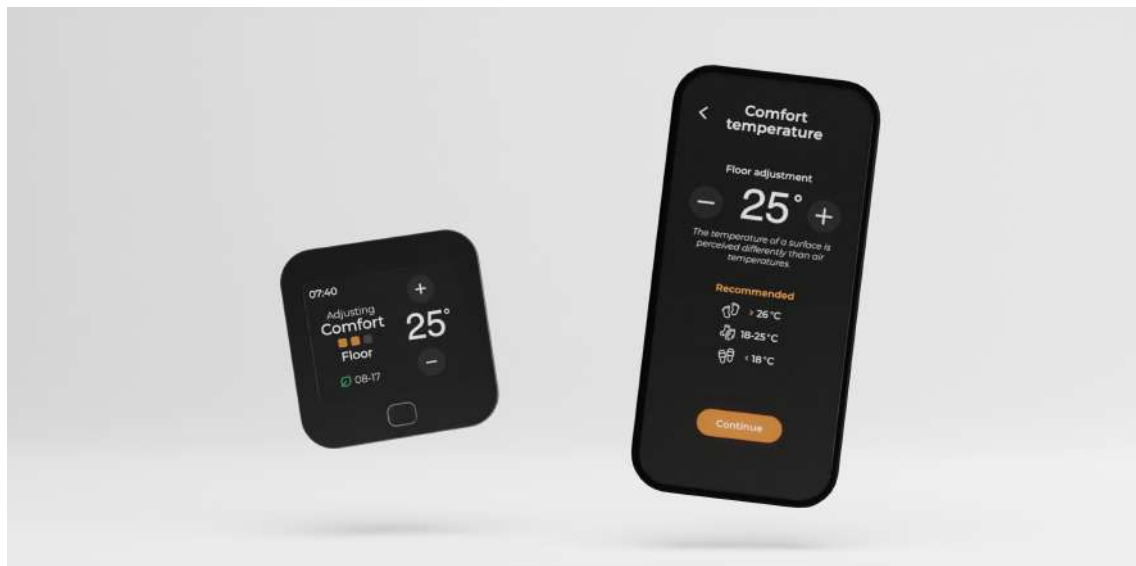 07:40
Adjusting
Comfort
Floor
08-17
+
25°
−
<
Comfort
temperature
Floor adjustment
− 25° +
The temperature of a surface is
perceived differently than air
temperatures.
Recommended
> 26 °C
18-25 °C
< 18 °C
Continue